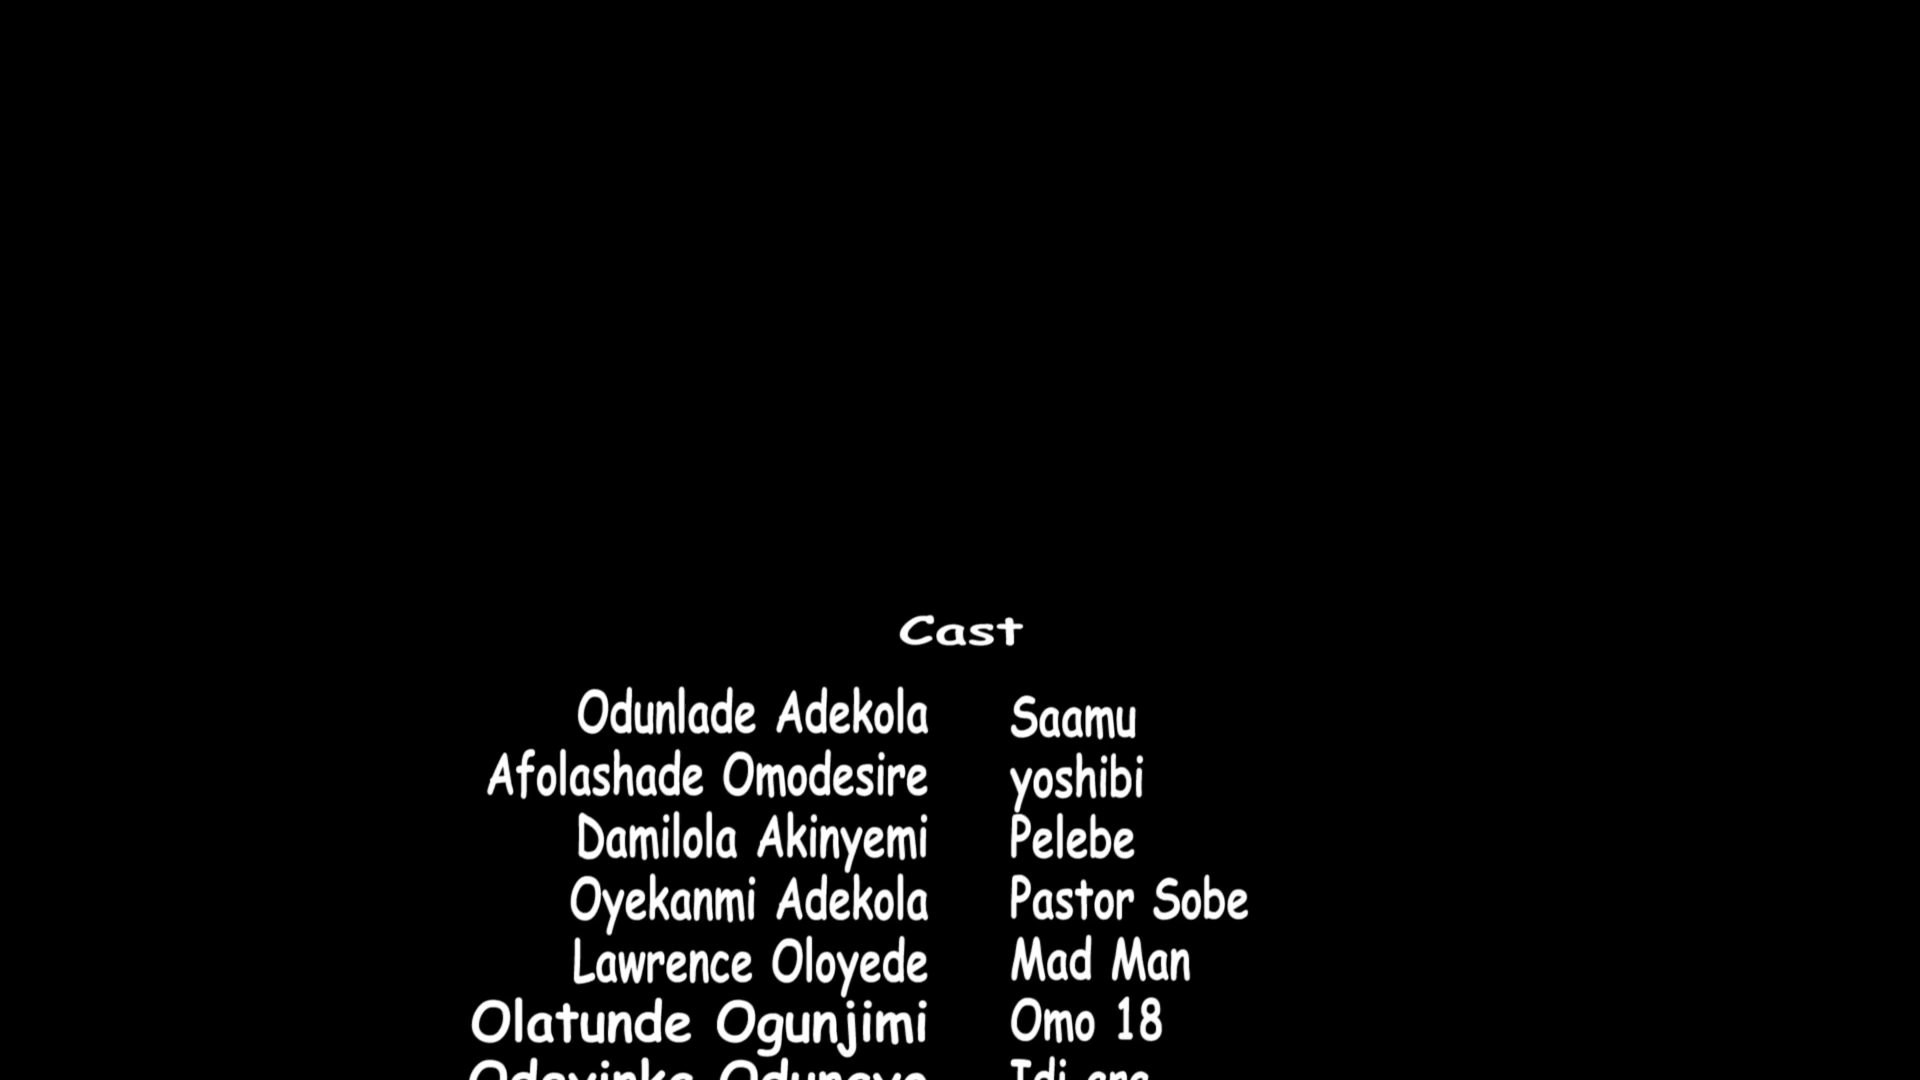 Cast
Odunlade Adekola Saamu
Afolashade Omodesire yoshibi
Damilola Akinyemi Pelebe
Oyekanmi Adekola Pastor Sobe
Lawrence Oloyede Mad Man
Olatunde Ogunjimi Omo 18